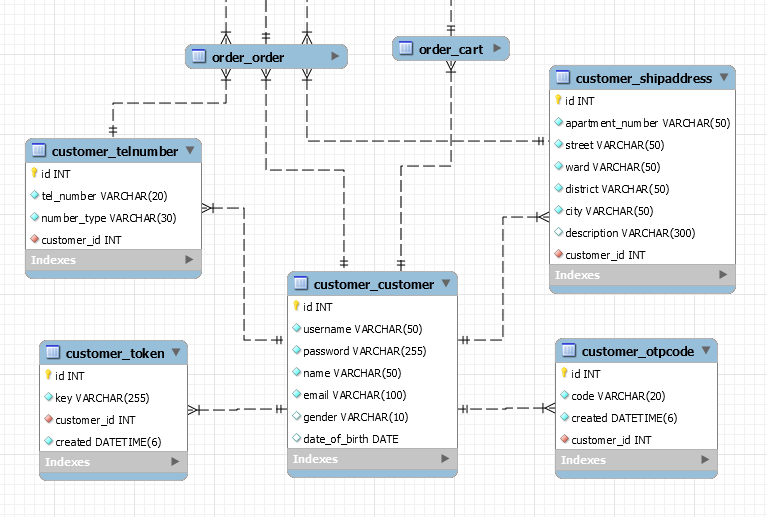 order_order
order_cart
customer_shipaddress
id INT
apartment_number VARCHAR(50)
street VARCHAR(50)
ward VARCHAR(50)
district VARCHAR(50)
city VARCHAR(50)
description VARCHAR(300)
customer_id INT
Indexes
customer_telnumber
id INT
tel_number VARCHAR(20)
number_type VARCHAR(30)
customer_id INT
Indexes
customer_customer
id INT
username VARCHAR(50)
password VARCHAR(255)
name VARCHAR(50)
email VARCHAR(100)
gender VARCHAR(10)
date_of_birth DATE
Indexes
customer_token
id INT
key VARCHAR(255)
customer_id INT
created DATETIME(6)
Indexes
customer_otpcode
id INT
code VARCHAR(20)
created DATETIME(6)
customer_id INT
Indexes